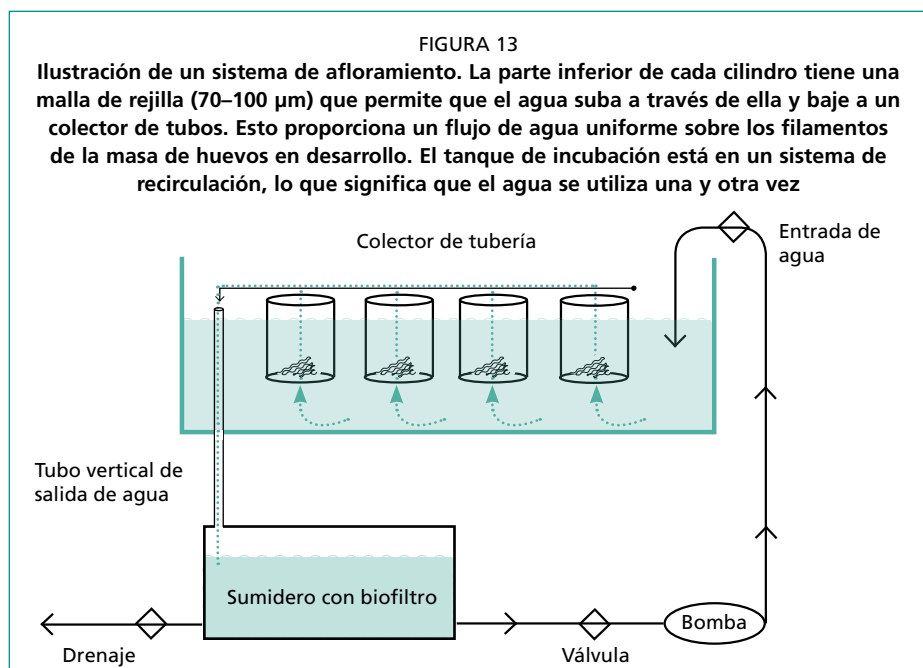 FIGURA 13
Ilustración de un sistema de afloramiento. La parte inferior de cada cilindro tiene una
malla de rejilla (70–100 µm) que permite que el agua suba a través de ella y baje a un
colector de tubos. Esto proporciona un flujo de agua uniforme sobre los filamentos
de la masa de huevos en desarrollo. El tanque de incubación está en un sistema de
recirculación, lo que significa que el agua se utiliza una y otra vez
Colector de tubería
Entrada de
agua
Tubo vertical de
salida de agua
Sumidero con biofiltro
Bomba
Drenaje
Válvula